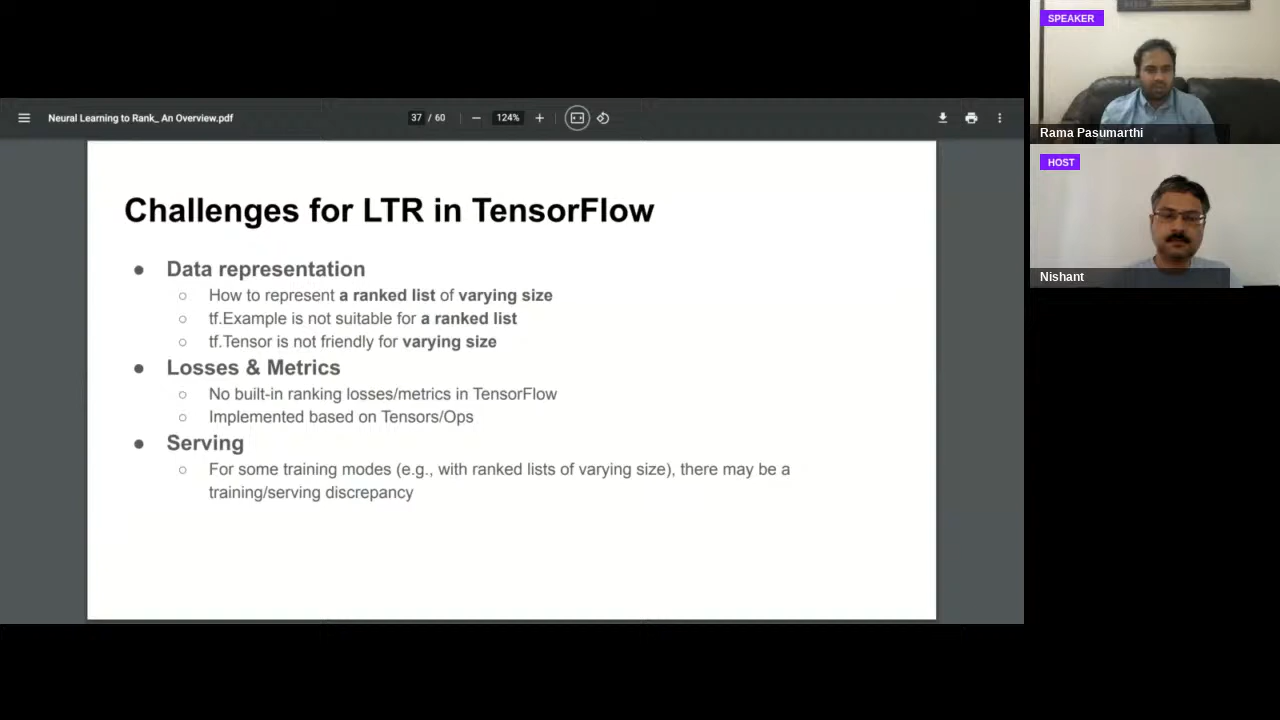 Neural Learning to Rank_ An Overview.pdf
37 / 60
124%
Challenges for LTR in TensorFlow
● Data representation
○ How to represent a ranked list of varying size
○ tf.Example is not suitable for a ranked list
○ tf.Tensor is not friendly for varying size
● Losses & Metrics
○ No built-in ranking losses/metrics in TensorFlow
○ Implemented based on Tensors/Ops
● Serving
○ For some training modes (e.g., with ranked lists of varying size), there may be a
training/serving discrepancy
SPEAKER
Rama Pasumarthi
HOST
Nishant